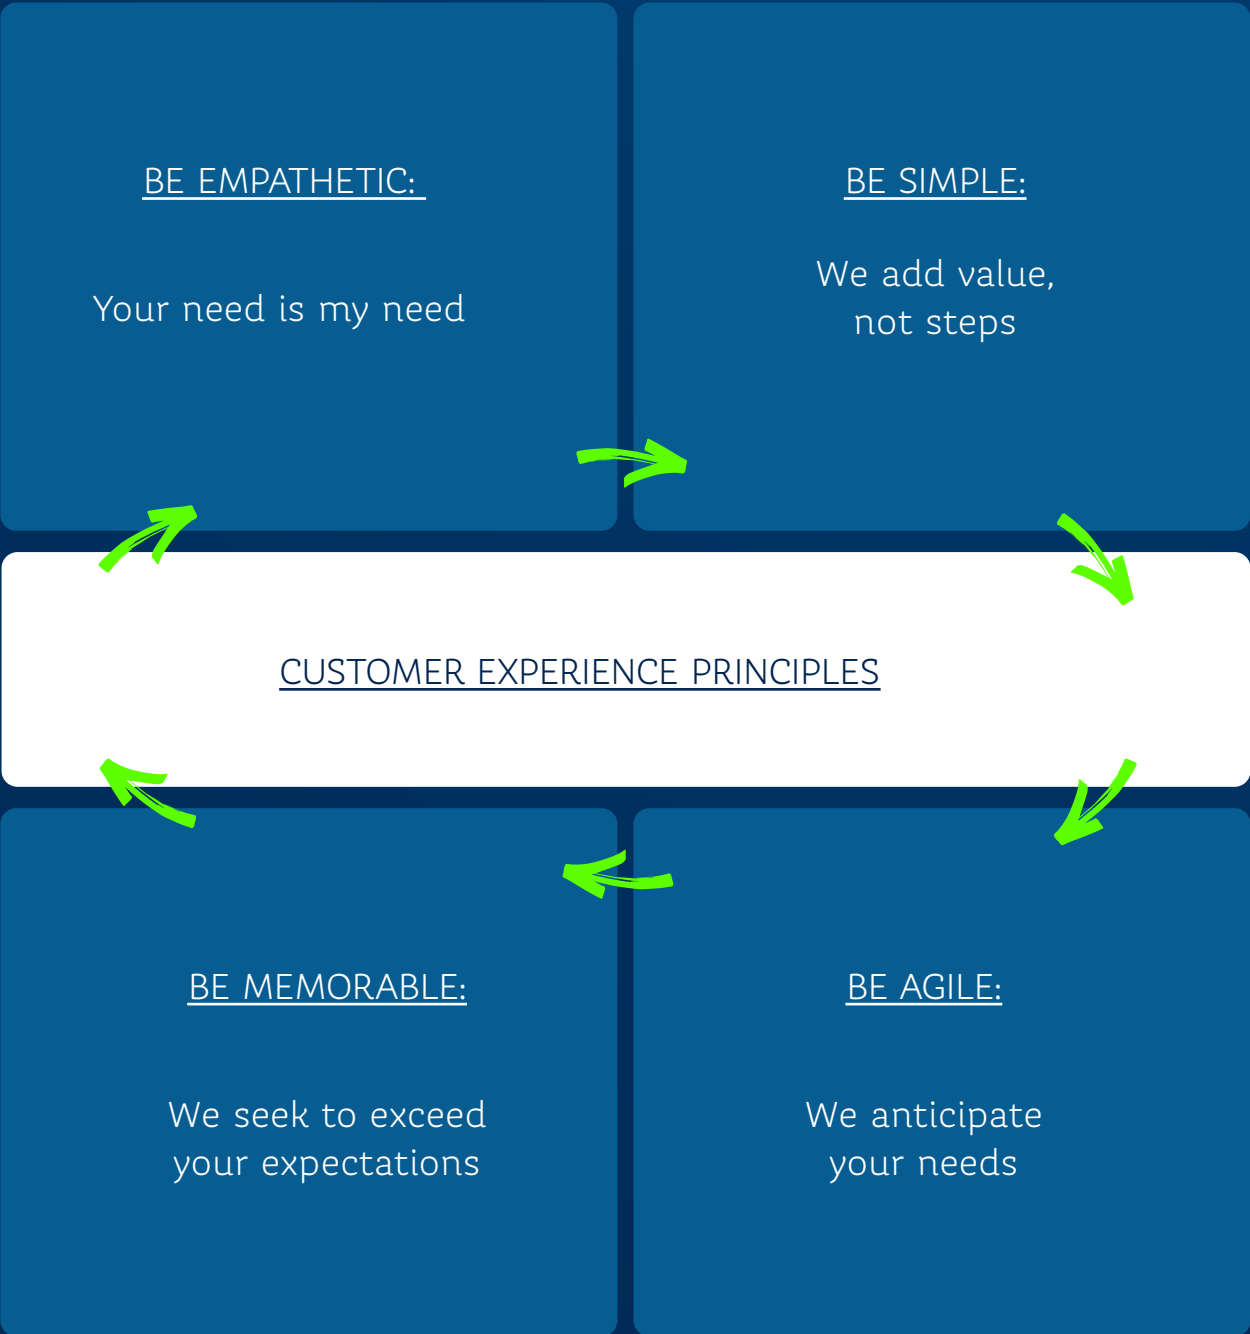 BE EMPATHETIC:
Your need is my need
BE SIMPLE:
We add value,
not steps
CUSTOMER EXPERIENCE PRINCIPLES
BE MEMORABLE:
We seek to exceed
your expectations
BE AGILE:
We anticipate
your needs